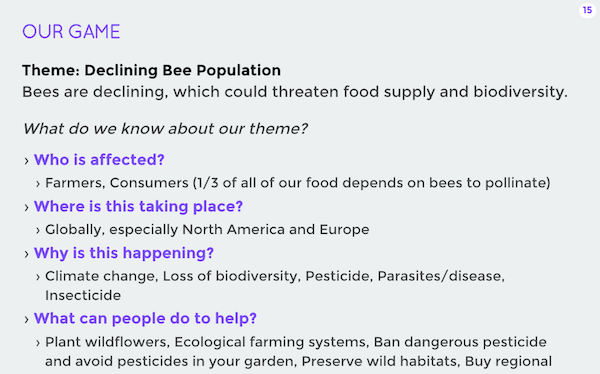 15
OUR GAME
Theme: Declining Bee Population
Bees are declining, which could threaten food supply and biodiversity.
What do we know about our theme?
› Who is affected?
› Farmers, Consumers (1/3 of all of our food depends on bees to pollinate)
› Where is this taking place?
› Globally, especially North America and Europe
› Why is this happening?
› Climate change, Loss of biodiversity, Pesticide, Parasites/disease,
Insecticide
› What can people do to help?
› Plant wildflowers, Ecological farming systems, Ban dangerous pesticide
and avoid pesticides in your garden, Preserve wild habitats, Buy regional